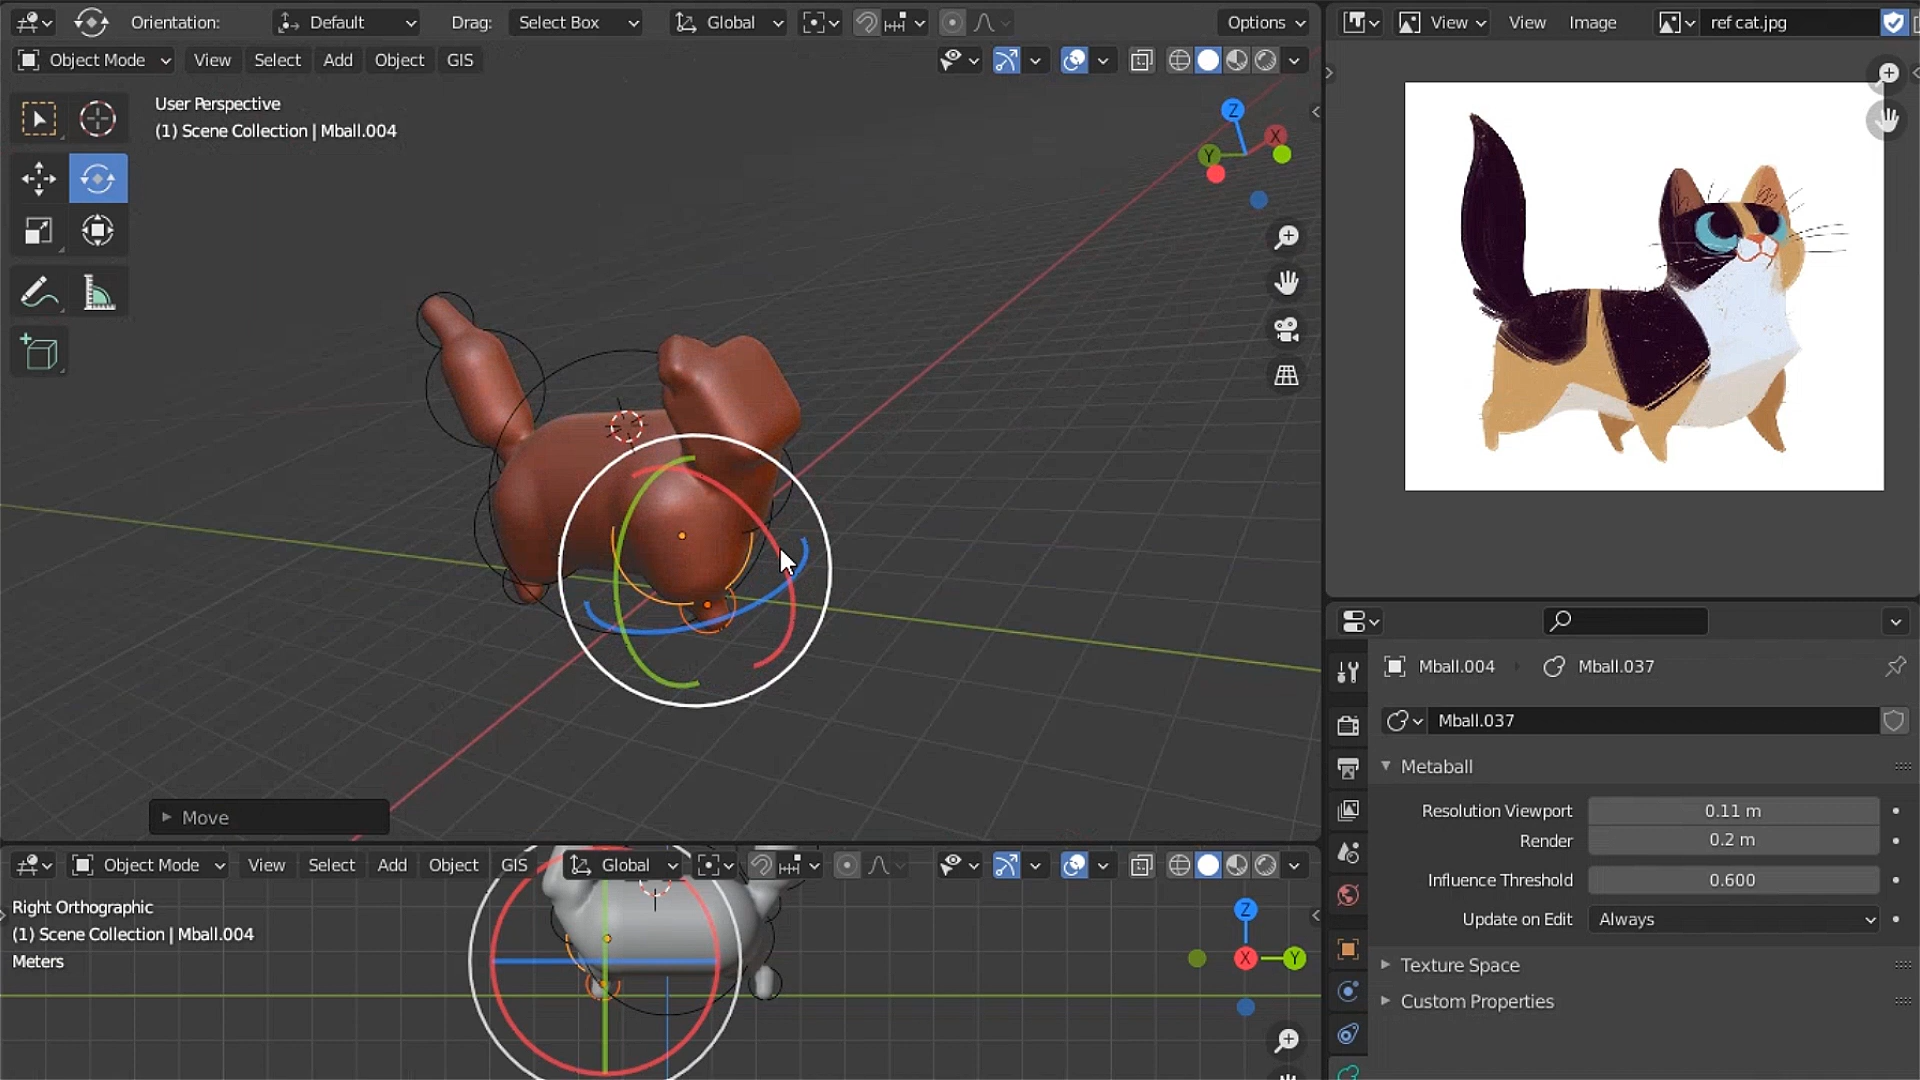 Orientation: Default Drag: Select Box Global Options
Object Mode View Select Add Object GIS
User Perspective
(1) Scene Collection | Mball.004
Z
X
Y
Move
Object Mode View Select Add Object GIS Global
Right Orthographic
(1) Scene Collection | Mball.004
Meters
Z
X
Y
View View Image ref cat.jpg
Mball.004 Mball.037
Mball.037
Metaball
Resolution Viewport 0.11 m
Render 0.2 m
Influence Threshold 0.600
Update on Edit Always
Texture Space
Custom Properties